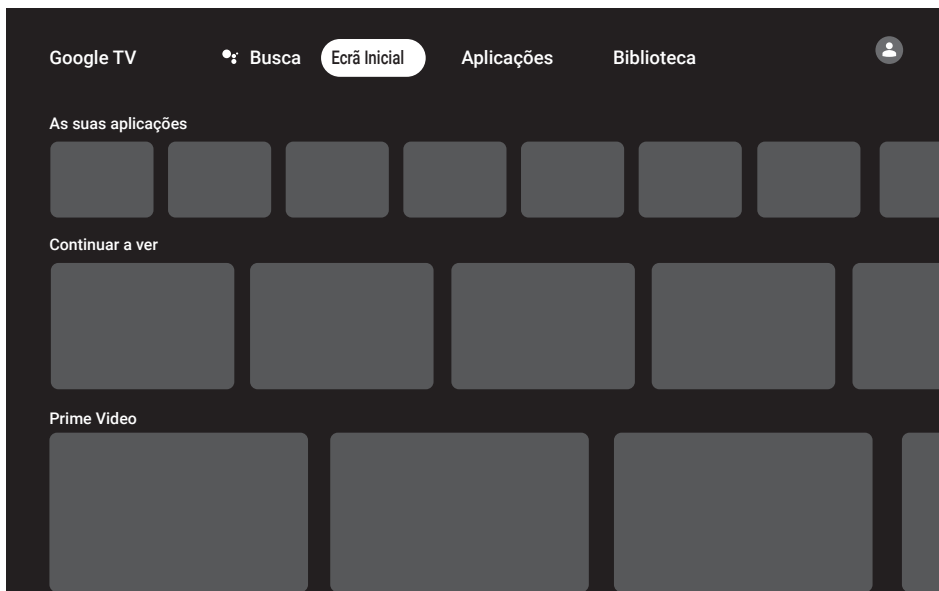 Google TV Busca Ecrã Inicial Aplicações Biblioteca
As suas aplicações
Continuar a ver
Prime Video